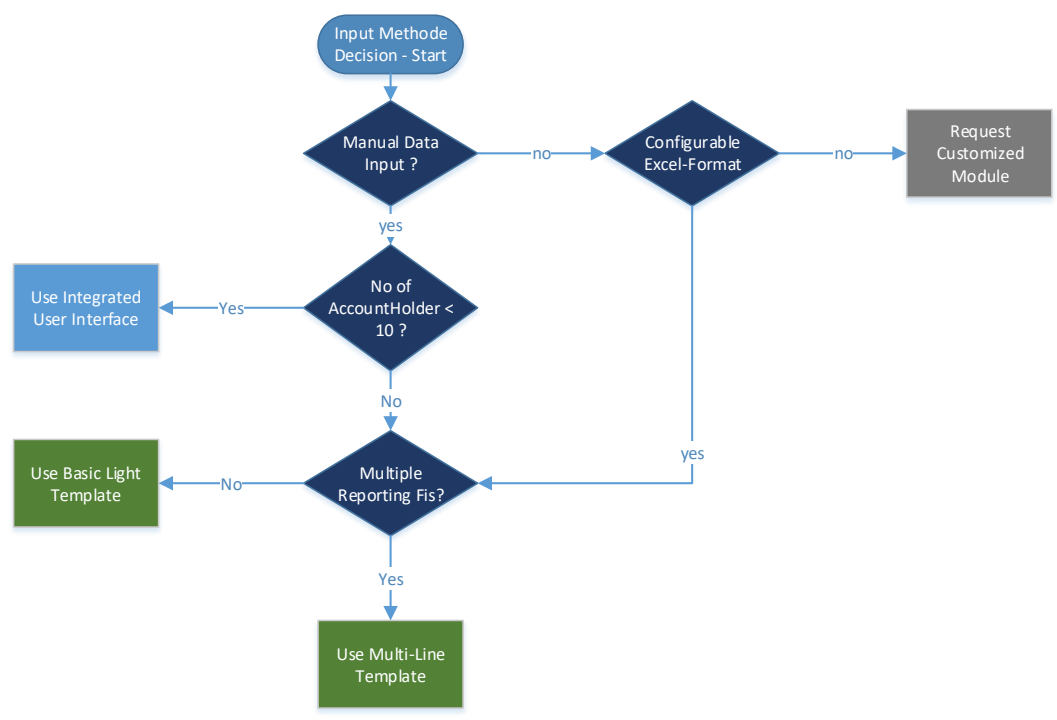 Input Methode
Decision - Start
Manual Data
Input ?
no
Configurable
Excel-Format
no
Request
Customized
Module
yes
No of
AccountHolder <
10 ?
Yes
Use Integrated
User Interface
No
yes
Multiple
Reporting Fis?
No
Use Basic Light
Template
Yes
Use Multi-Line
Template